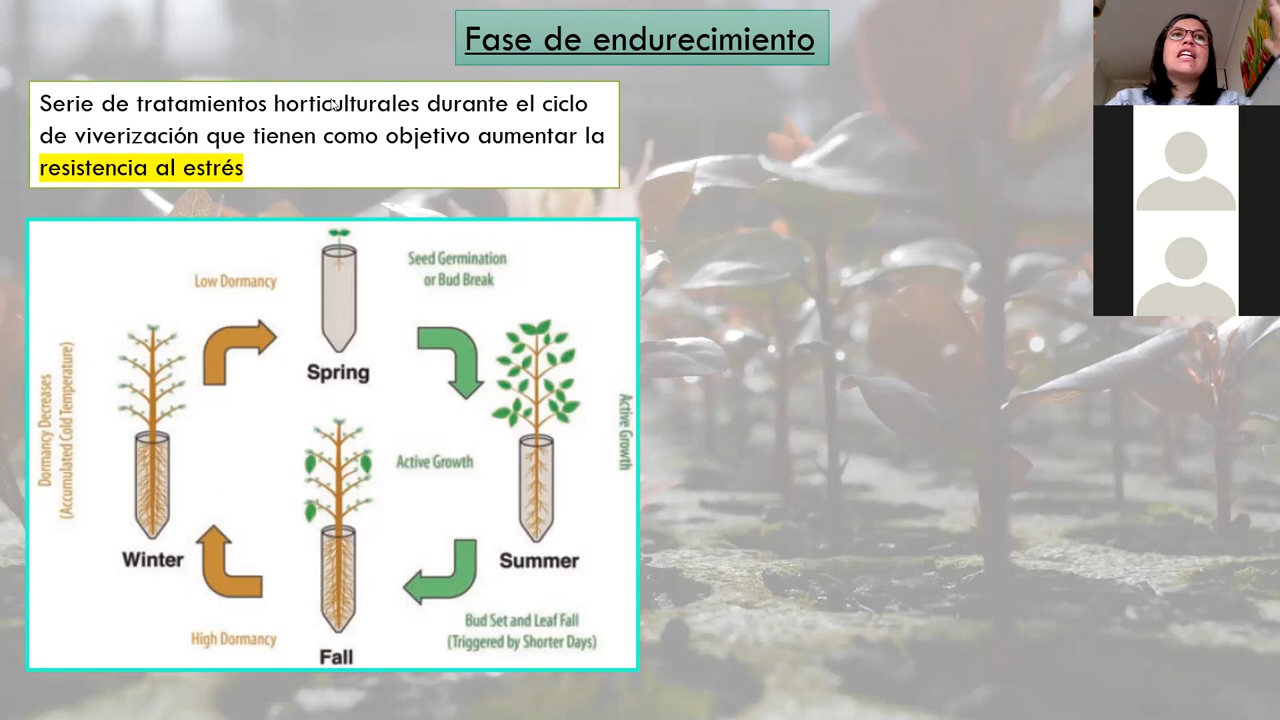 Fase de endurecimiento
Serie de tratamientos horticulturales durante el ciclo
de viverización que tienen como objetivo aumentar la
resistencia al estrés
Low Dormancy
Seed Germination
or Bud Break
Spring
Dormancy Decreases
(Accumulated Cold Temperature)
Active Growth
Active Growth
Winter
Summer
High Dormancy
Bud Set and Leaf Fall
(Triggered by Shorter Days)
Fall